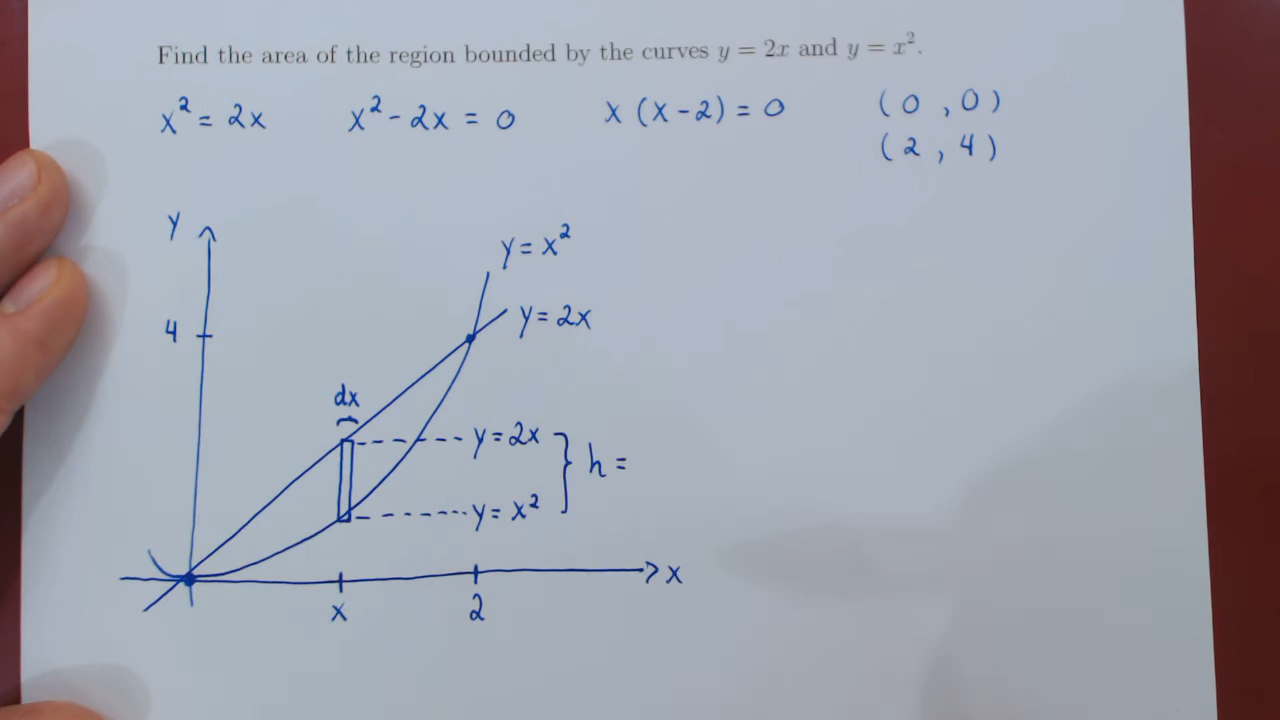 Find the area of the region bounded by the curves y = 2x and y = x².
x² = 2x x² - 2x = 0 x (x - 2) = 0 (0 , 0)
(2 , 4)
y
y = x²
4
y = 2x
dx
y = 2x
h =
y = x²
x
x 2